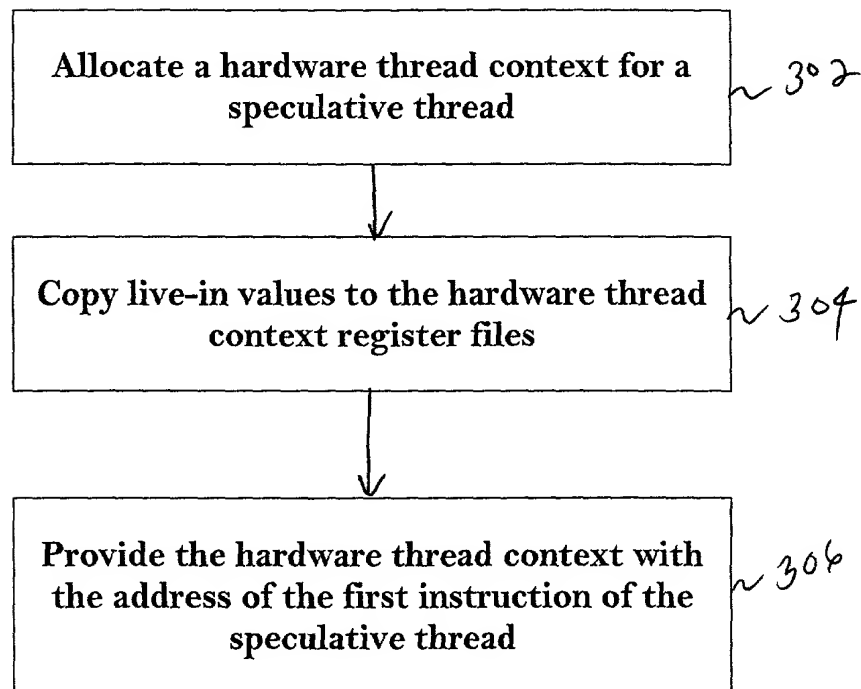 Allocate a hardware thread context for a
speculative thread
302
Copy live-in values to the hardware thread
context register files
304
Provide the hardware thread context with
the address of the first instruction of the
speculative thread
306